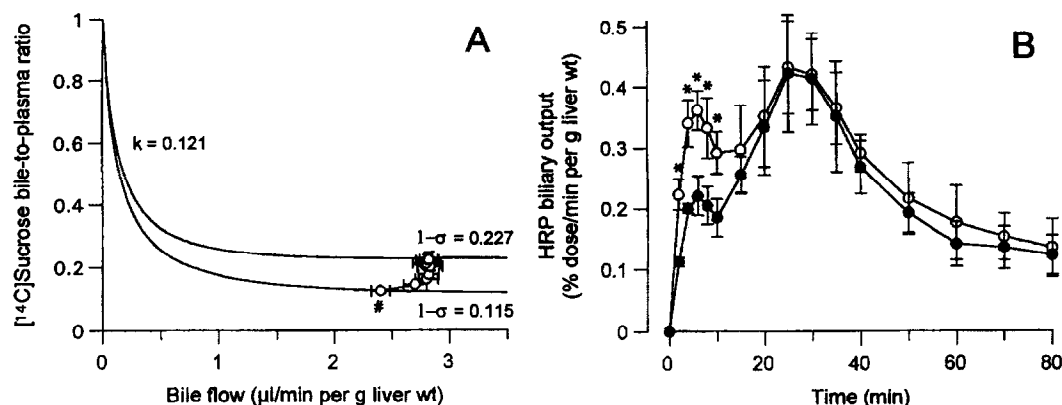 A
[¹⁴C]Sucrose bile-to-plasma ratio
1
0.8
0.6
0.4
0.2
0
k = 0.121
1-σ = 0.227
#
1-σ = 0.115
0 1 2 3
Bile flow (µl/min per g liver wt)
B
HRP biliary output
(% dose/min per g liver wt)
0.5
0.4
0.3
0.2
0.1
0
* * * * *
0 20 40 60 80
Time (min)